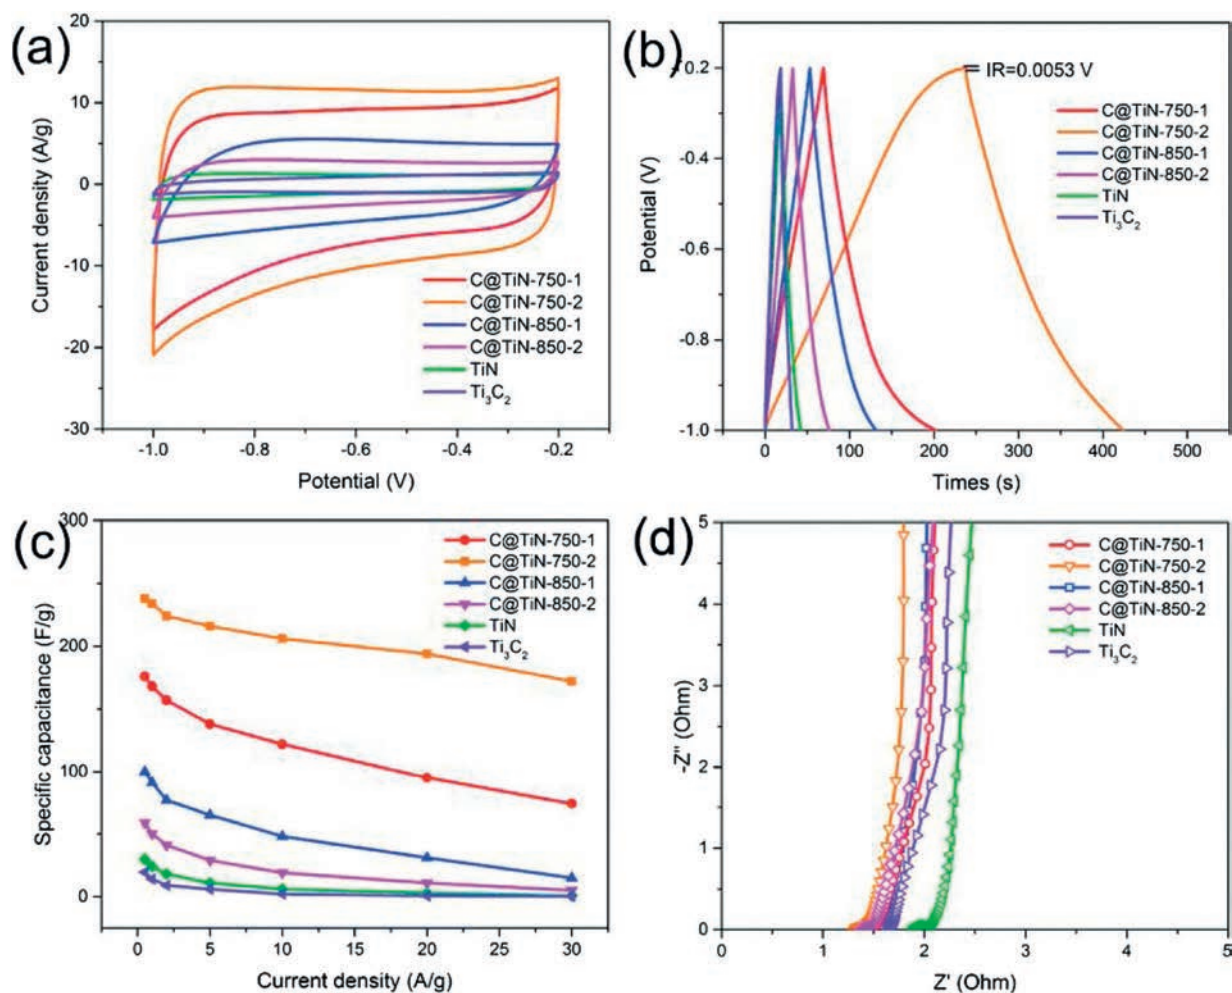 (a)
20
10
0
-10
-20
-30
Current density (A/g)
C@TiN-750-1
C@TiN-750-2
C@TiN-850-1
C@TiN-850-2
TiN
Ti₃C₂
-1.0 -0.8 -0.6 -0.4 -0.2
Potential (V)
(b)
-0.2
-0.4
-0.6
-0.8
-1.0
Potential (V)
IR=0.0053 V
C@TiN-750-1
C@TiN-750-2
C@TiN-850-1
C@TiN-850-2
TiN
Ti₃C₂
0 100 200 300 400 500
Times (s)
(c)
300
200
100
0
Specific capacitance (F/g)
C@TiN-750-1
C@TiN-750-2
C@TiN-850-1
C@TiN-850-2
TiN
Ti₃C₂
0 5 10 15 20 25 30
Current density (A/g)
(d)
5
4
3
2
1
0
-Z'' (Ohm)
C@TiN-750-1
C@TiN-750-2
C@TiN-850-1
C@TiN-850-2
TiN
Ti₃C₂
0 1 2 3 4 5
Z' (Ohm)